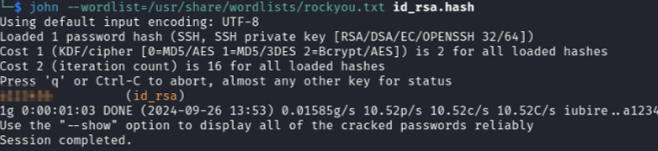 └─$ john --wordlist=/usr/share/wordlists/rockyou.txt id_rsa.hash
Using default input encoding: UTF-8
Loaded 1 password hash (SSH, SSH private key [RSA/DSA/EC/OPENSSH 32/64])
Cost 1 (KDF/cipher [0=MD5/AES 1=MD5/3DES 2=Bcrypt/AES]) is 2 for all loaded hashes
Cost 2 (iteration count) is 16 for all loaded hashes
Press 'q' or Ctrl-C to abort, almost any other key for status
(id_rsa)
1g 0:00:01:03 DONE (2024-09-26 13:53) 0.01585g/s 10.52p/s 10.52c/s 10.52C/s iubire..a1234
Use the "--show" option to display all of the cracked passwords reliably
Session completed.